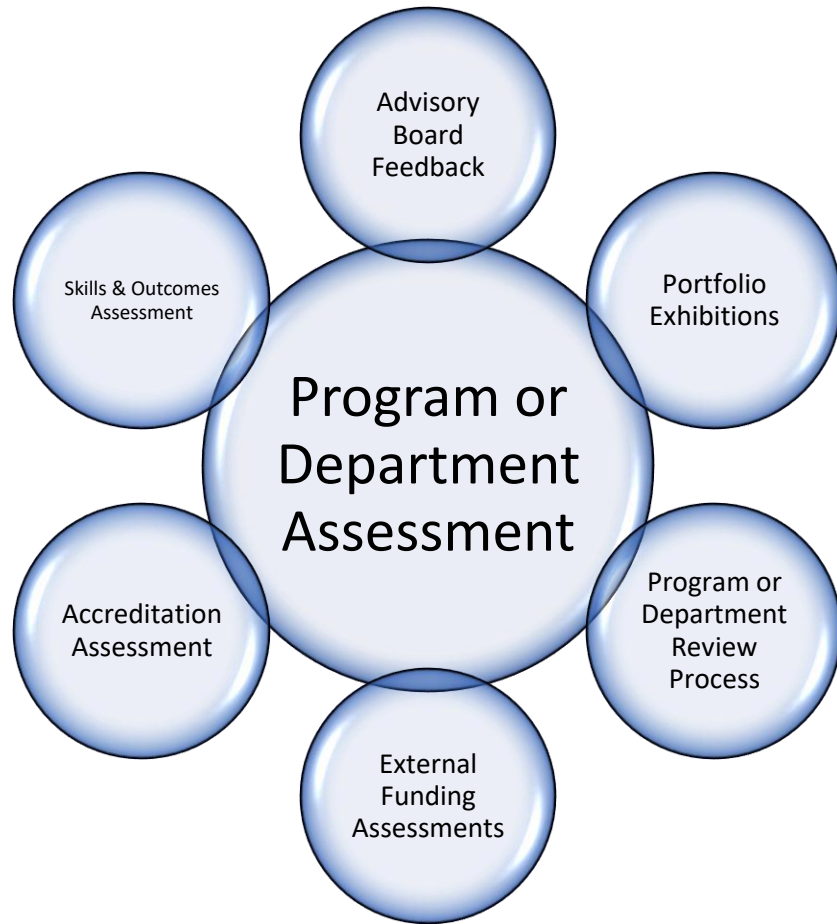 Advisory
Board
Feedback
Skills & Outcomes
Assessment
Portfolio
Exhibitions
Program or
Department
Assessment
Accreditation
Assessment
Program or
Department
Review
Process
External
Funding
Assessments